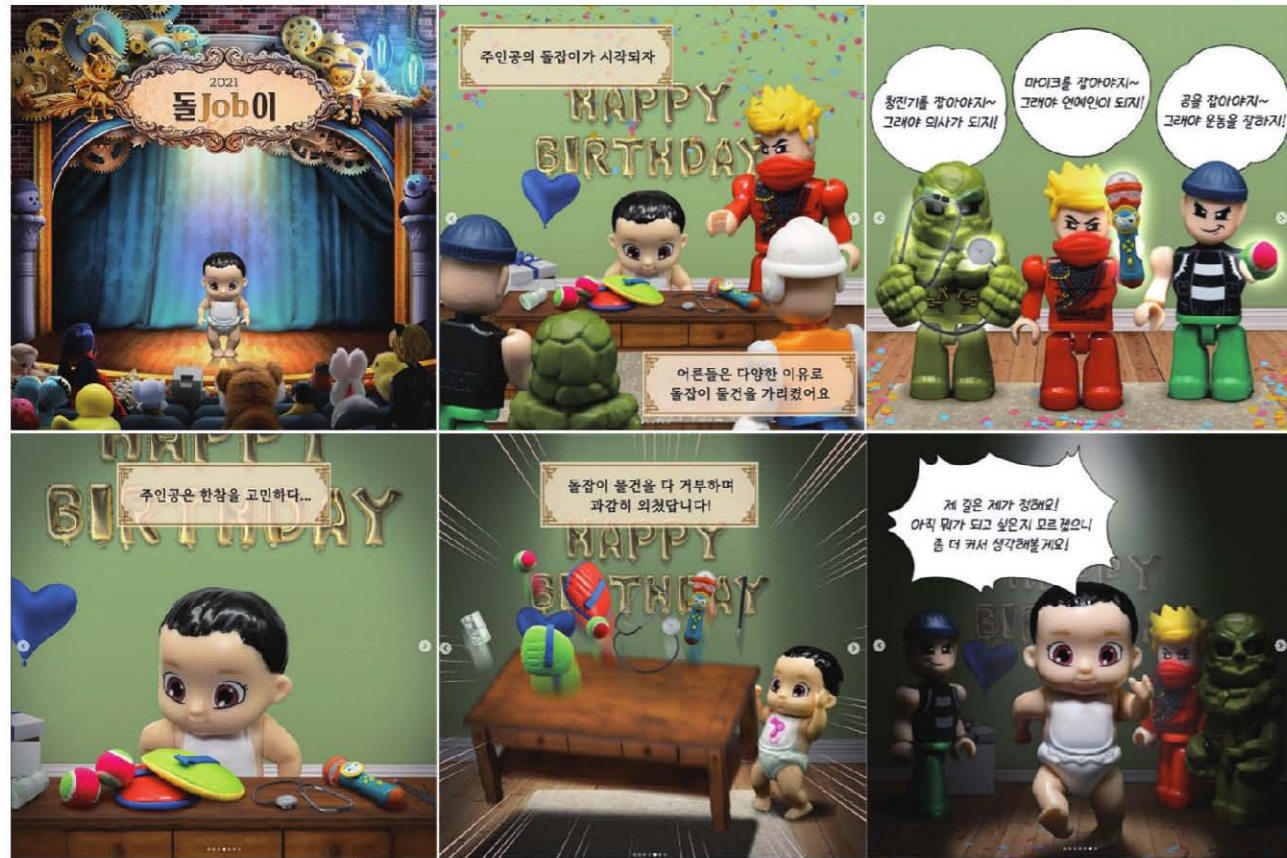 2021
돌Job이
주인공의 돌잡이가 시작되자
HAPPY
BIRTHDAY
어른들은 다양한 이유로
돌잡이 물건을 가리켰어요
청진기를 잡아야지~
그래야 의사가 되지!
마이크를 잡아야지~
그래야 연예인이 되지!
공을 잡아야지~
그래야 운동을 잘하지!
HAPPY
BIRTHDAY
주인공은 한참을 고민하다...
돌잡이 물건을 다 거부하며
과감히 외쳤답니다!
HAPPY
BIRTHDAY
제 길은 제가 정해요!
아직 뭐가 되고 싶은지 모르겠으니
좀 더 커서 생각해볼게요!